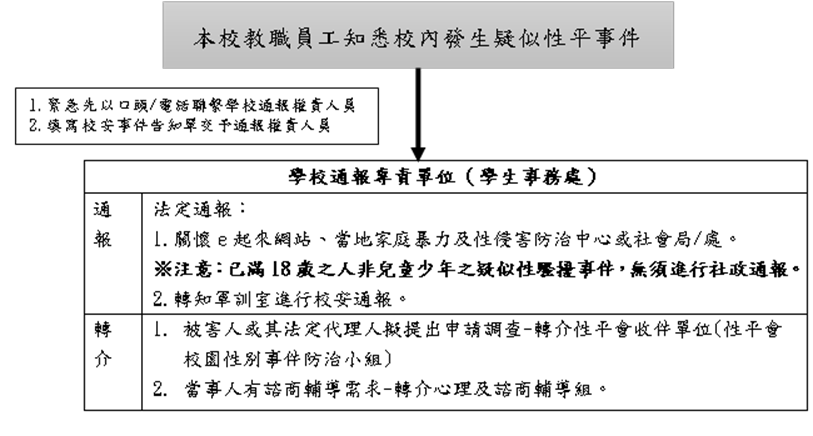 本校教職員工知悉校內發生疑似性平事件
1.緊急先以口頭/電話聯繫學校通報權責人員
2.填寫校安事件告知單交予通報權責人員
學校通報專責單位（學生事務處）
通報
法定通報：
1.關懷e起來網站、當地家庭暴力及性侵害防治中心或社會局/處。
※注意：已滿18歲之人非兒童少年之疑似性騷擾事件，無須進行社政通報。
2.轉知軍訓室進行校安通報。
轉介
1. 被害人或其法定代理人擬提出申請調查-轉介性平會收件單位(性平會
校園性別事件防治小組)
2. 當事人有諮商輔導需求-轉介心理及諮商輔導組。